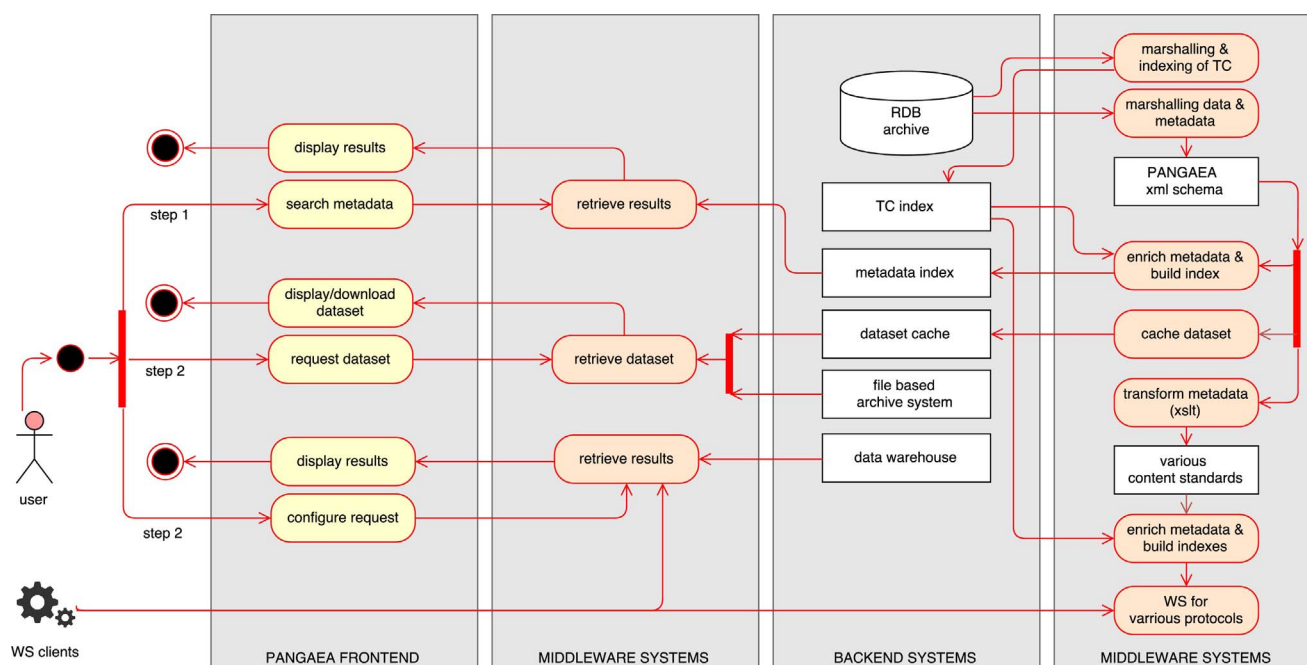 marshalling &
indexing of TC
RDB
archive
marshalling data &
metadata
display results
PANGAEA
xml schema
step 1
search metadata
retrieve results
TC index
enrich metadata &
build index
metadata index
display/download
dataset
dataset cache
cache dataset
step 2
request dataset
retrieve dataset
file based
archive system
transform metadata
(xslt)
user
display results
retrieve results
data warehouse
various
content standards
step 2
configure request
enrich metadata &
build indexes
WS for
varrious protocols
WS clients
PANGAEA FRONTEND
MIDDLEWARE SYSTEMS
BACKEND SYSTEMS
MIDDLEWARE SYSTEMS